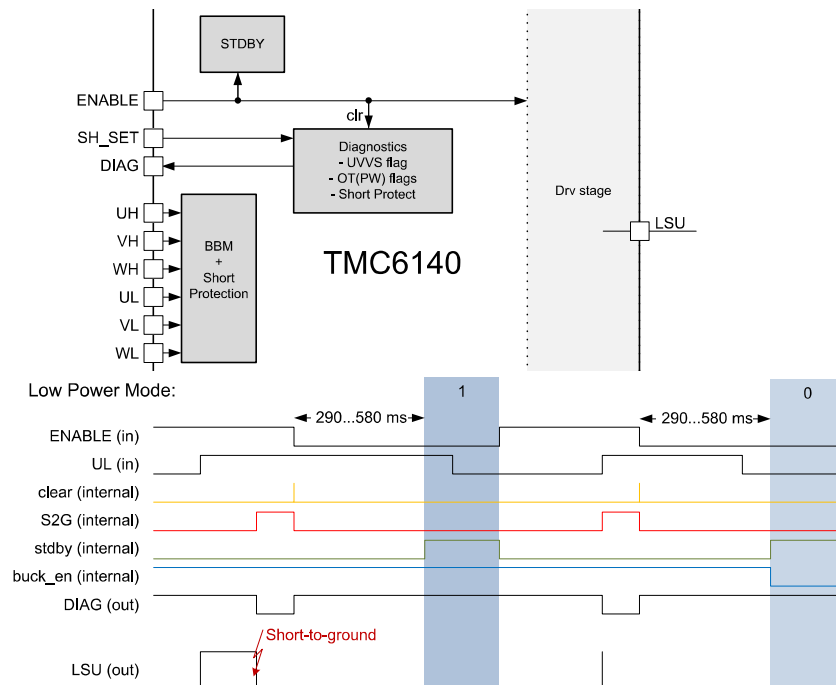 STDBY
ENABLE
clr
SH_SET
DIAG
Diagnostics
- UVVS flag
- OT(PW) flags
- Short Protect
Drv stage
UH
VH
WH
UL
VL
WL
BBM
+
Short
Protection
TMC6140
LSU
Low Power Mode:
1
0
290...580 ms
290...580 ms
ENABLE (in)
UL (in)
clear (internal)
S2G (internal)
stdby (internal)
buck_en (internal)
DIAG (out)
Short-to-ground
LSU (out)